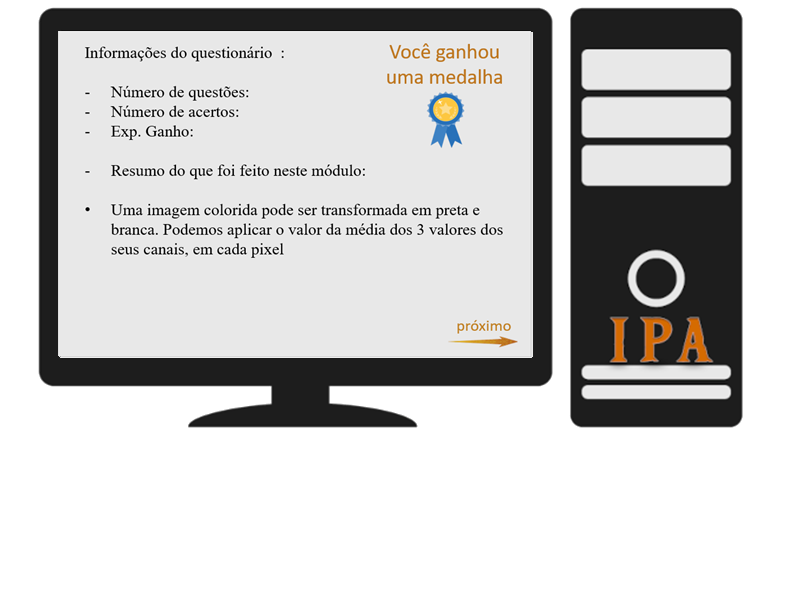 Informações do questionário  :
Você ganhou
uma medalha
- Número de questões:
- Número de acertos:
- Exp. Ganho:
- Resumo do que foi feito neste módulo:
• Uma imagem colorida pode ser transformada em preta e
branca. Podemos aplicar o valor da média dos 3 valores dos
seus canais, em cada pixel
próximo
IPA